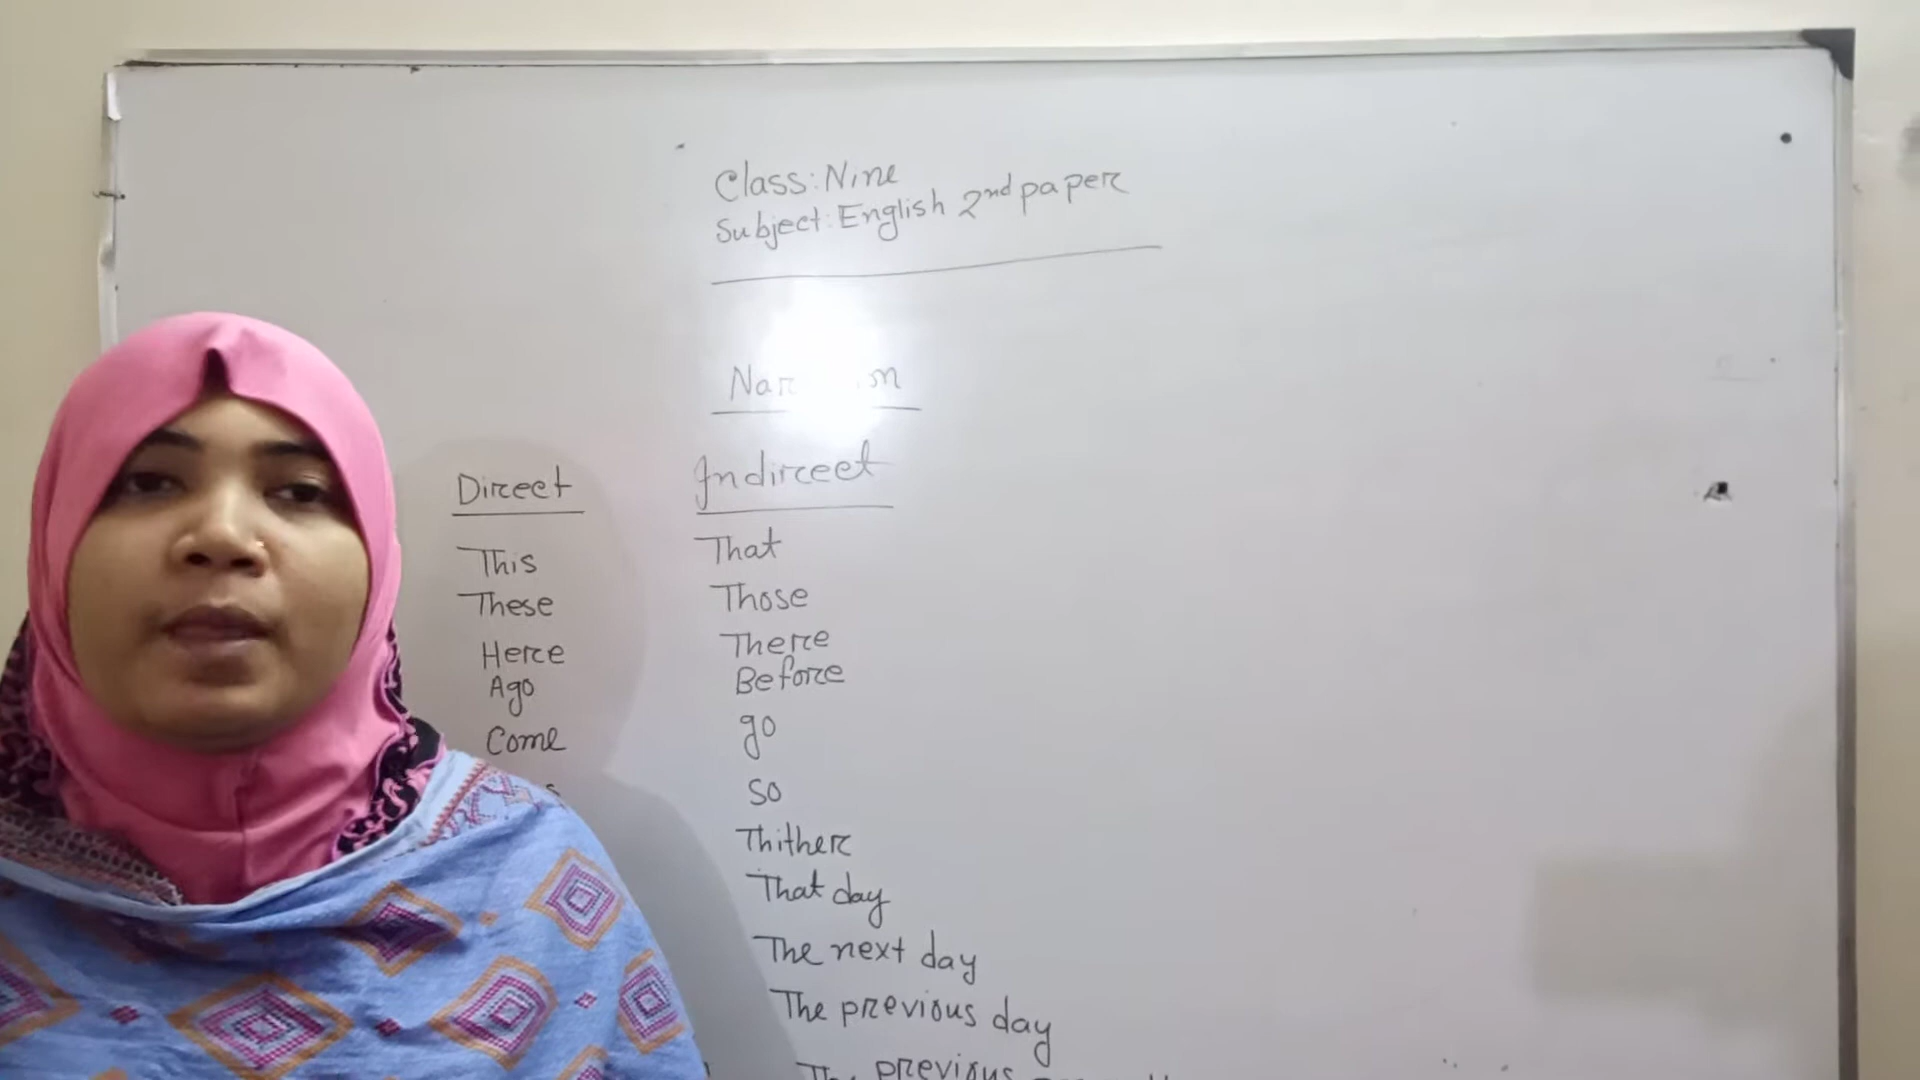 Class: Nine
Subject: English 2nd paper
Direct Indirect
This That
These Those
Here There
Ago Before
Come go
so
Thither
That day
The next day
The previous day
previous